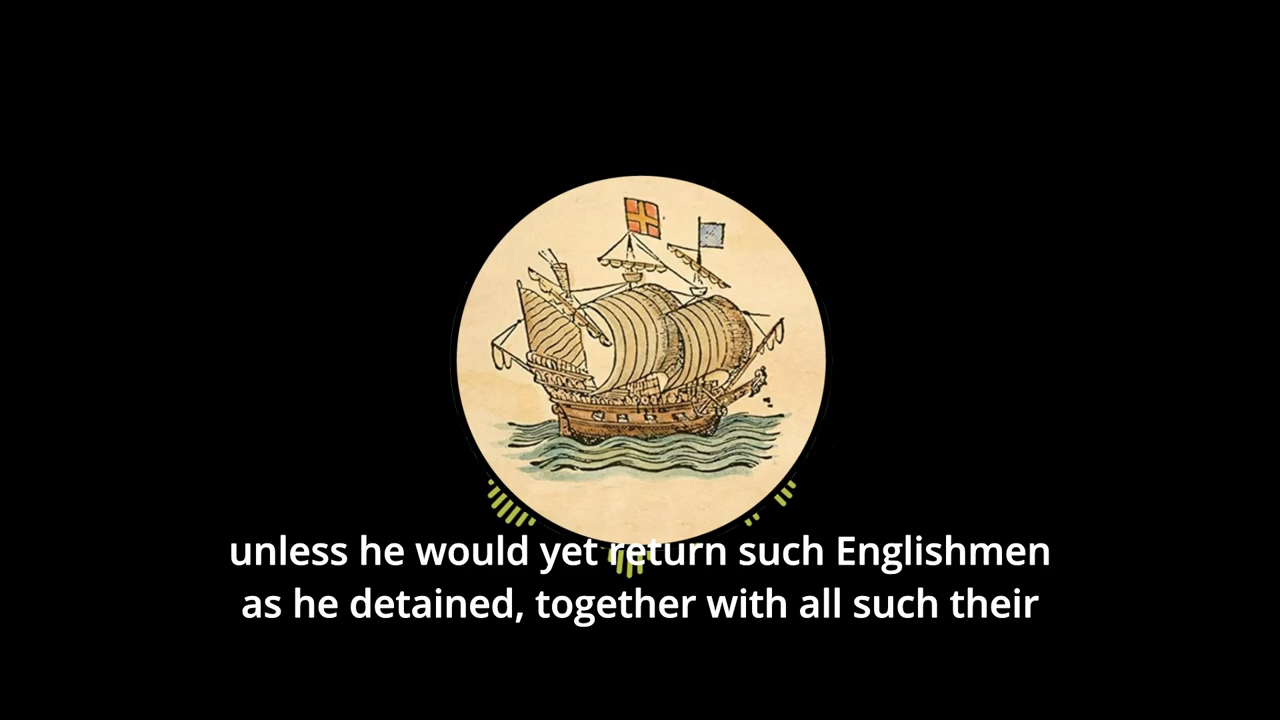 unless he would yet return such Englishmen
as he detained, together with all such their